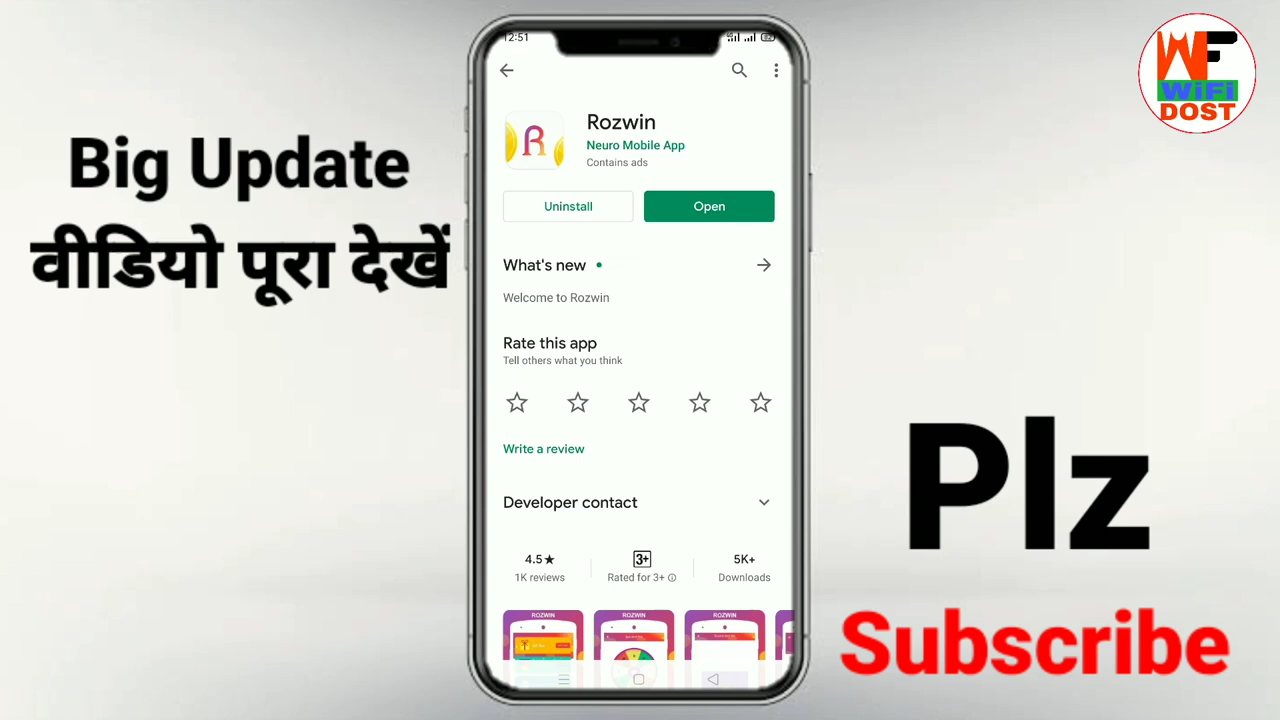 Big Update
वीडियो पूरा देखें
12:51
Rozwin
Neuro Mobile App
Contains ads
Uninstall
Open
What's new
Welcome to Rozwin
Rate this app
Tell others what you think
Write a review
Developer contact
4.5★
1K reviews
3+
Rated for 3+
5K+
Downloads
ROZWIN
ROZWIN
ROZWIN
WF
WiFi
DOST
Plz
Subscribe